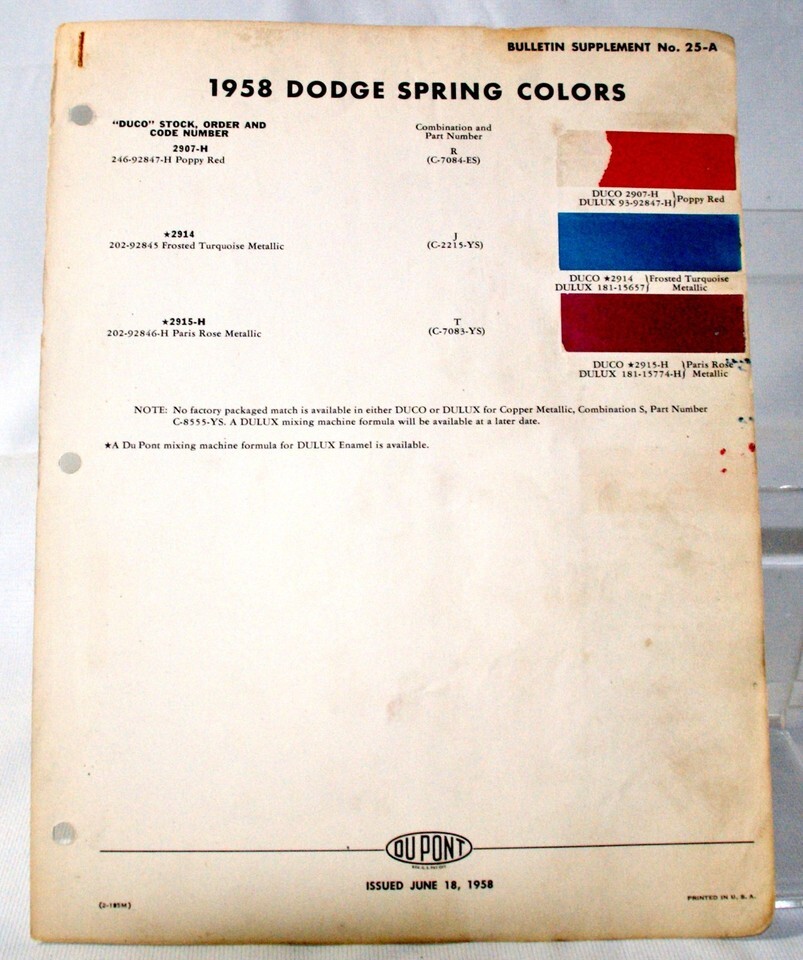 BULLETIN SUPPLEMENT No. 25-A
1958 DODGE SPRING COLORS
"DUCO" STOCK, ORDER AND
CODE NUMBER
Combination and
Part Number
2907-H
246-92847-H Poppy Red
R
(C-7084-ES)
DUCO 2907-H
DULUX 93-92847-H} Poppy Red
★2914
202-92845 Frosted Turquoise Metallic
J
(C-2215-YS)
DUCO ★2914 }Frosted Turquoise
DULUX 181-15657} Metallic
★2915-H
202-92846-H Paris Rose Metallic
T
(C-7083-YS)
DUCO ★2915-H }Paris Rose
DULUX 181-15774-H} Metallic
NOTE: No factory packaged match is available in either DUCO or DULUX for Copper Metallic, Combination S, Part Number
C-8555-YS. A DULUX mixing machine formula will be available at a later date.
★A Du Pont mixing machine formula for DULUX Enamel is available.
DU PONT
ISSUED JUNE 18, 1958
PRINTED IN U. S. A.